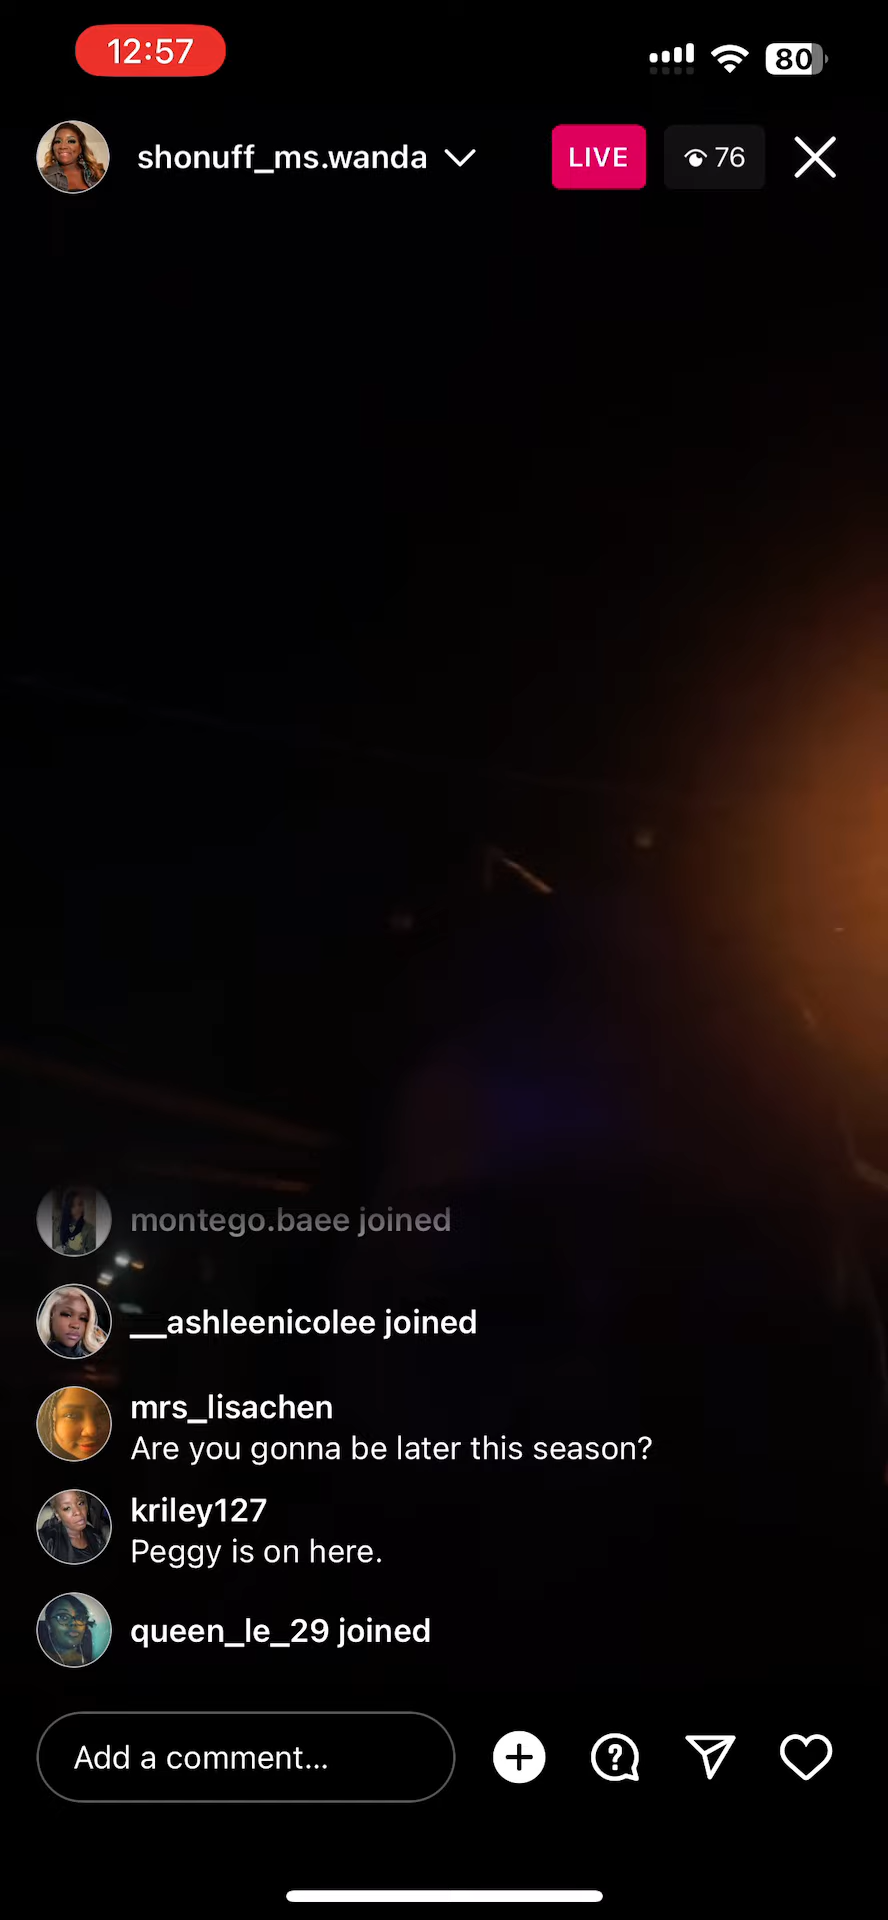 12:57
80
shonuff_ms.wanda
LIVE
76
montego.baee joined
__ashleenicolee joined
mrs_lisachen
Are you gonna be later this season?
kriley127
Peggy is on here.
queen_le_29 joined
Add a comment...